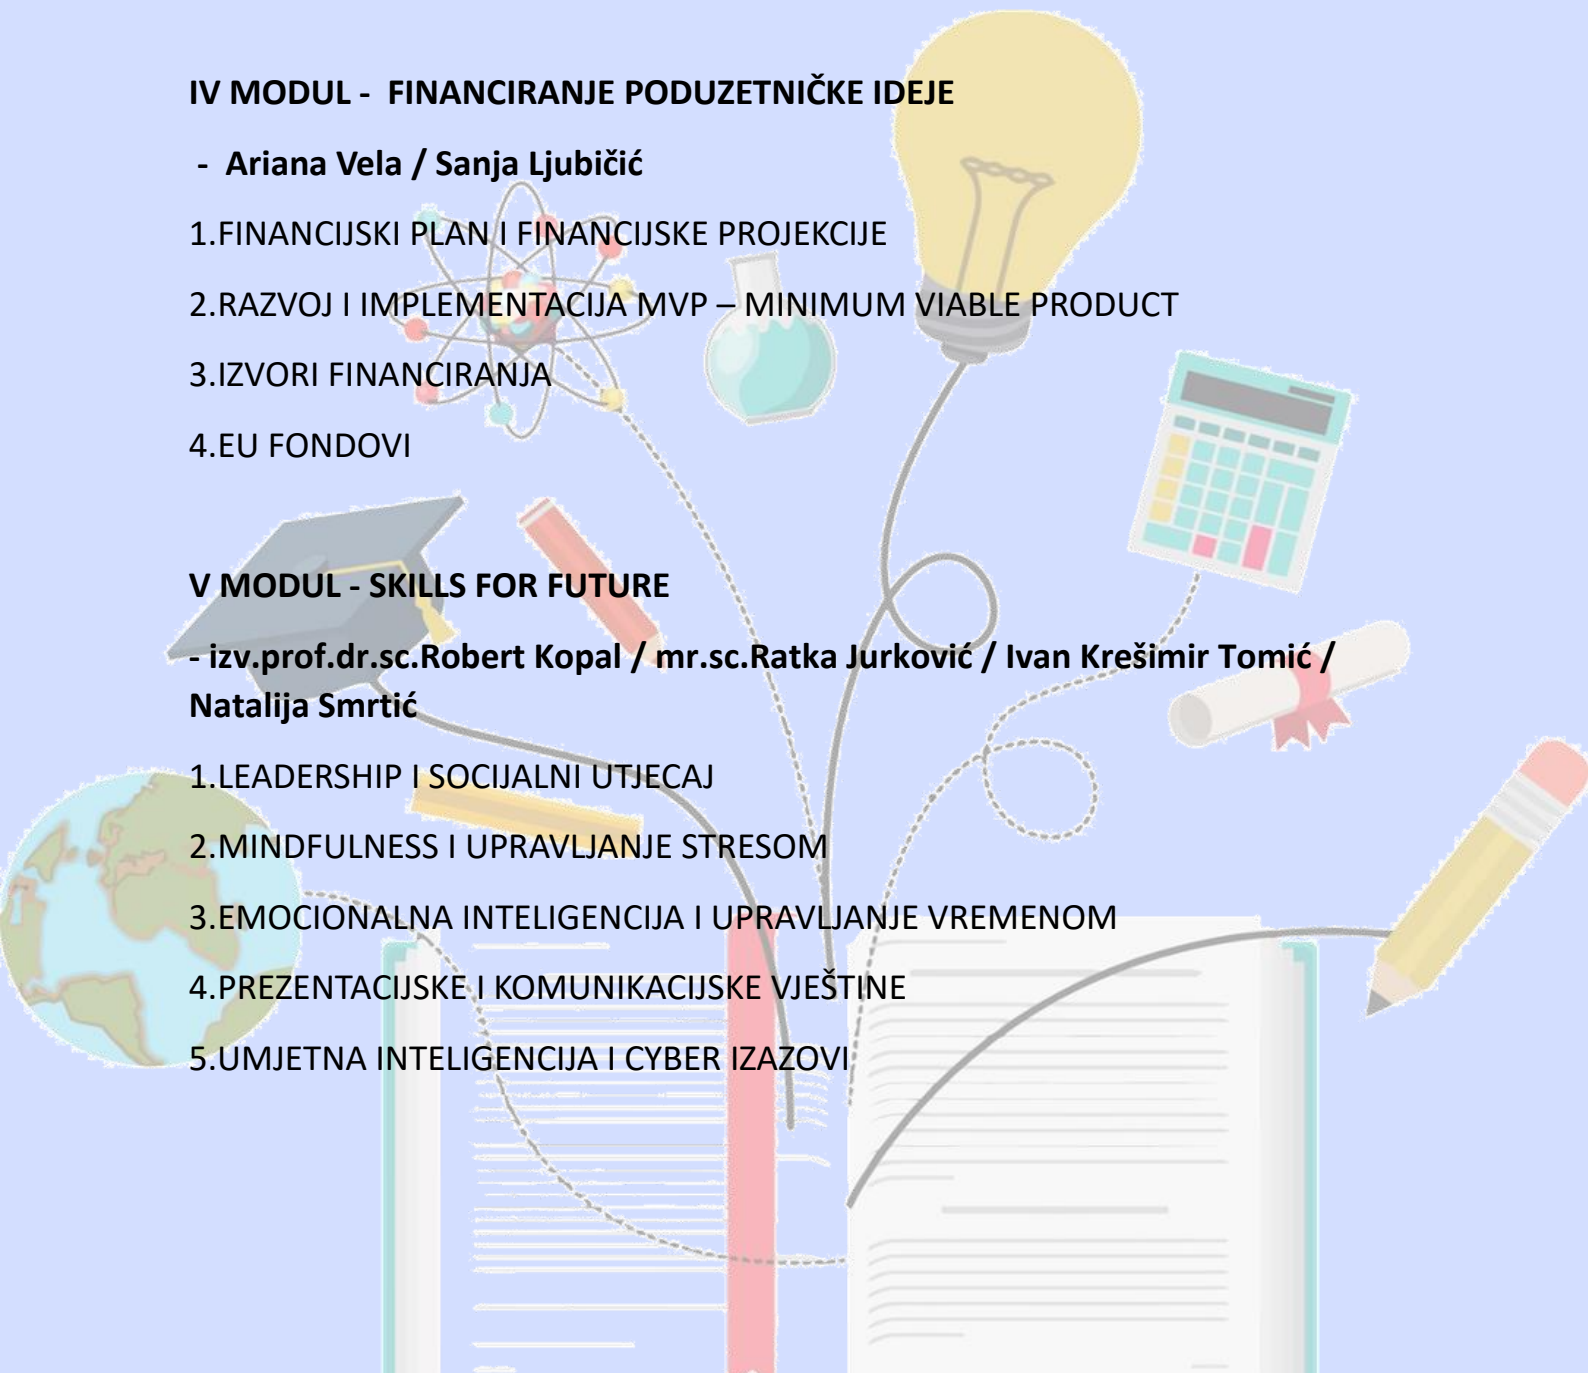 IV MODUL -  FINANCIRANJE PODUZETNIČKE IDEJE
- Ariana Vela / Sanja Ljubičić
1.FINANCIJSKI PLAN I FINANCIJSKE PROJEKCIJE
2.RAZVOJ I IMPLEMENTACIJA MVP – MINIMUM VIABLE PRODUCT
3.IZVORI FINANCIRANJA
4.EU FONDOVI
V MODUL - SKILLS FOR FUTURE
- izv.prof.dr.sc.Robert Kopal / mr.sc.Ratka Jurković / Ivan Krešimir Tomić /
Natalija Smrtić
1.LEADERSHIP I SOCIJALNI UTJECAJ
2.MINDFULNESS I UPRAVLJANJE STRESOM
3.EMOCIONALNA INTELIGENCIJA I UPRAVLJANJE VREMENOM
4.PREZENTACIJSKE I KOMUNIKACIJSKE VJEŠTINE
5.UMJETNA INTELIGENCIJA I CYBER IZAZOVI